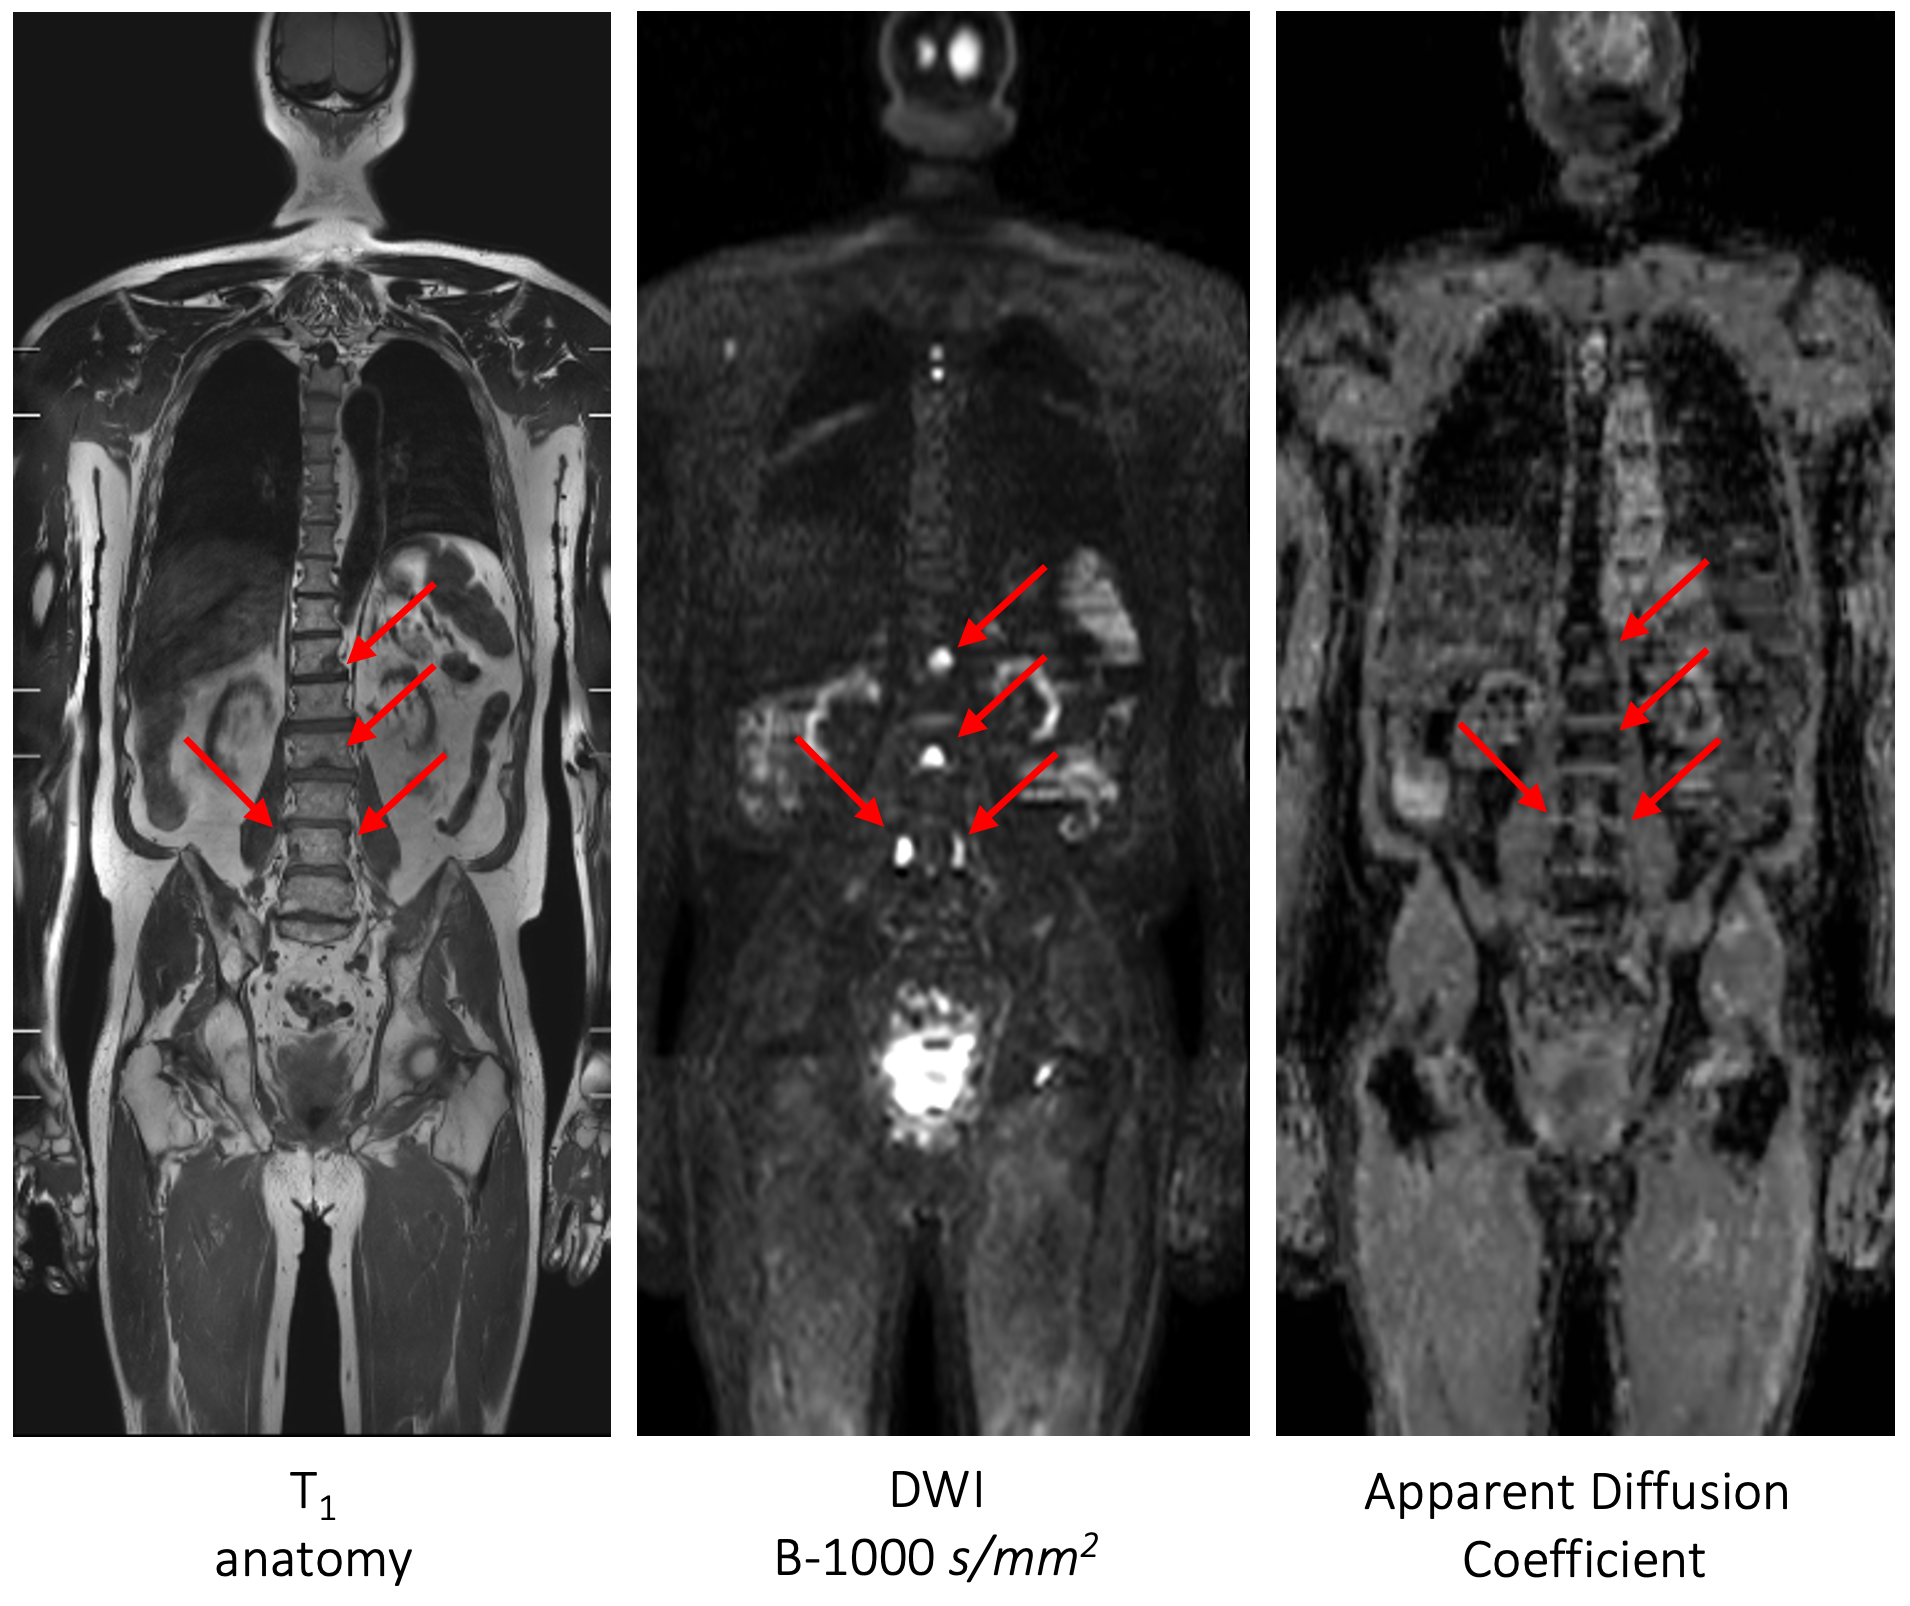 T₁
anatomy
DWI
B-1000 s/mm²
Apparent Diffusion
Coefficient